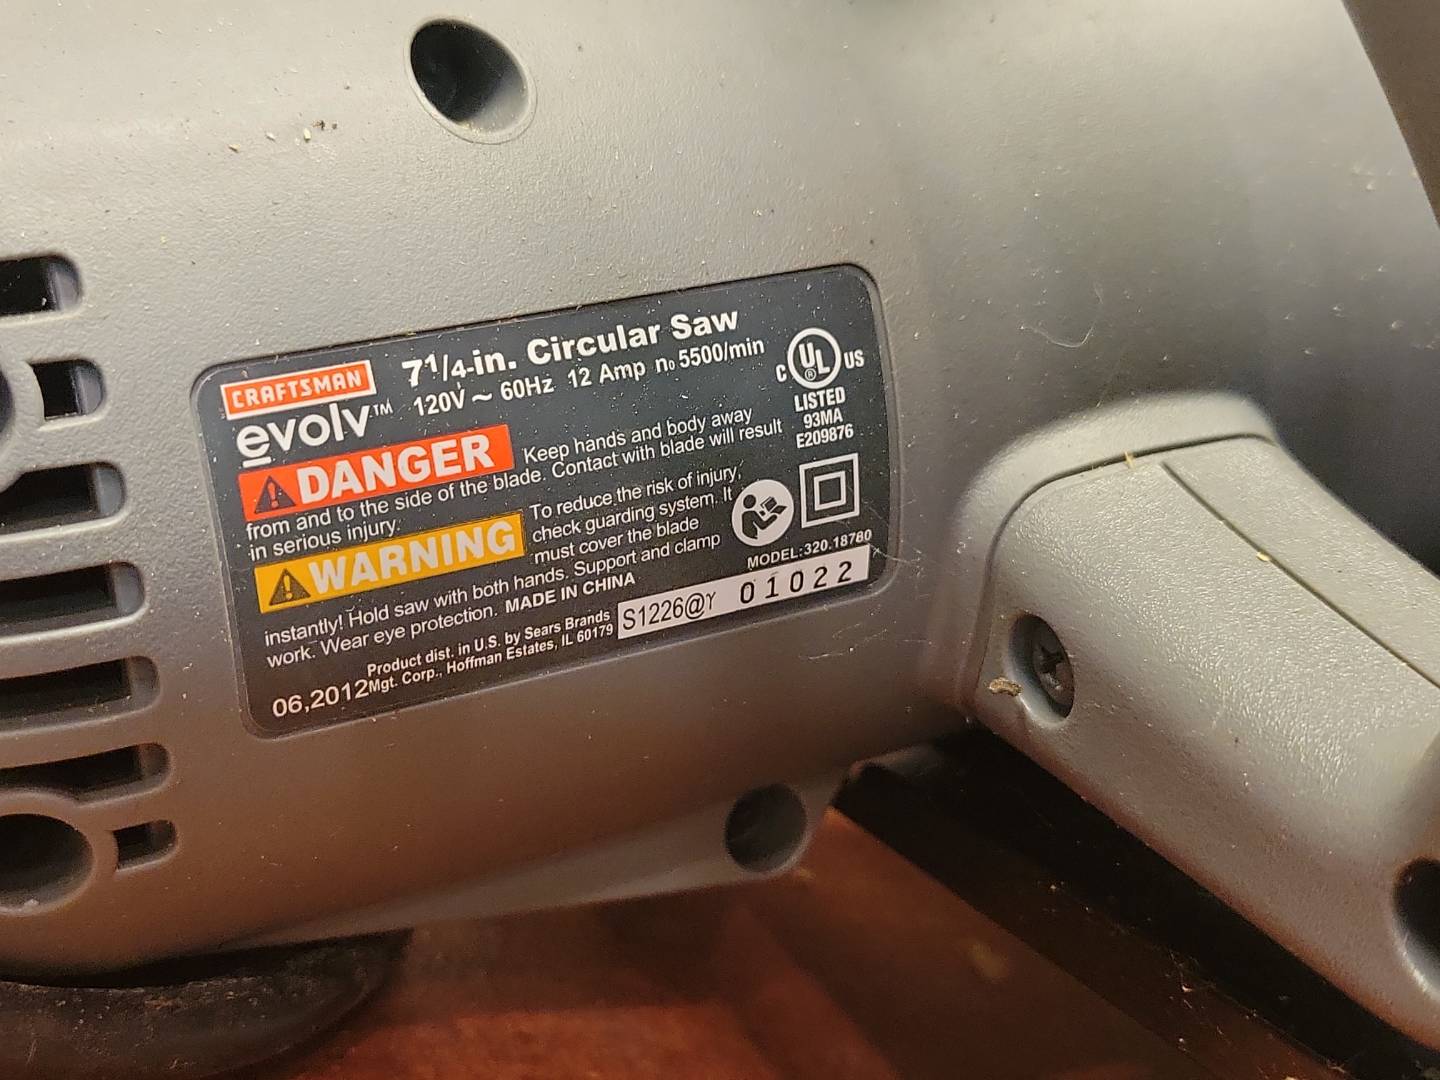 CRAFTSMAN
evolv™
7 1/4-in. Circular Saw
120V ~ 60Hz 12 Amp n₀ 5500/min
C UL ® US
LISTED
93MA
E209876
DANGER Keep hands and body away
from and to the side of the blade. Contact with blade will result
in serious injury.
WARNING To reduce the risk of injury,
check guarding system. It
must cover the blade
instantly! Hold saw with both hands. Support and clamp
work. Wear eye protection. MADE IN CHINA
MODEL:320.18780
Product dist. in U.S. by Sears Brands
Mgt. Corp., Hoffman Estates, IL 60179
06,2012
S1226@Y 01022